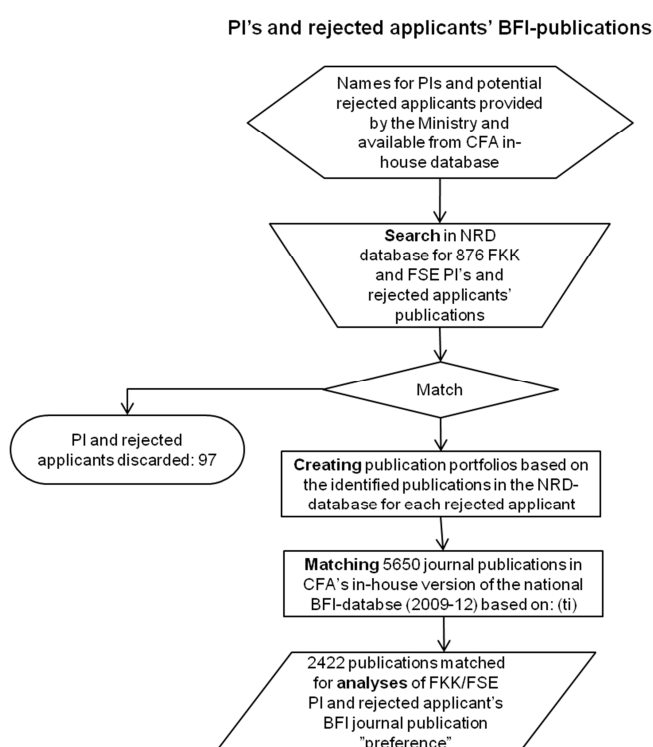 PI's and rejected applicants' BFI-publications
Names for PIs and potential
rejected applicants provided
by the Ministry and
available from CFA in-
house database
Search in NRD
database for 876 FKK
and FSE PI's and
rejected applicants'
publications
Match
PI and rejected
applicants discarded: 97
Creating publication portfolios based on
the identified publications in the NRD-
database for each rejected applicant
Matching 5650 journal publications in
CFA's in-house version of the national
BFI-databse (2009-12) based on: (ti)
2422 publications matched
for analyses of FKK/FSE
PI and rejected applicant's
BFI journal publication
"preference"